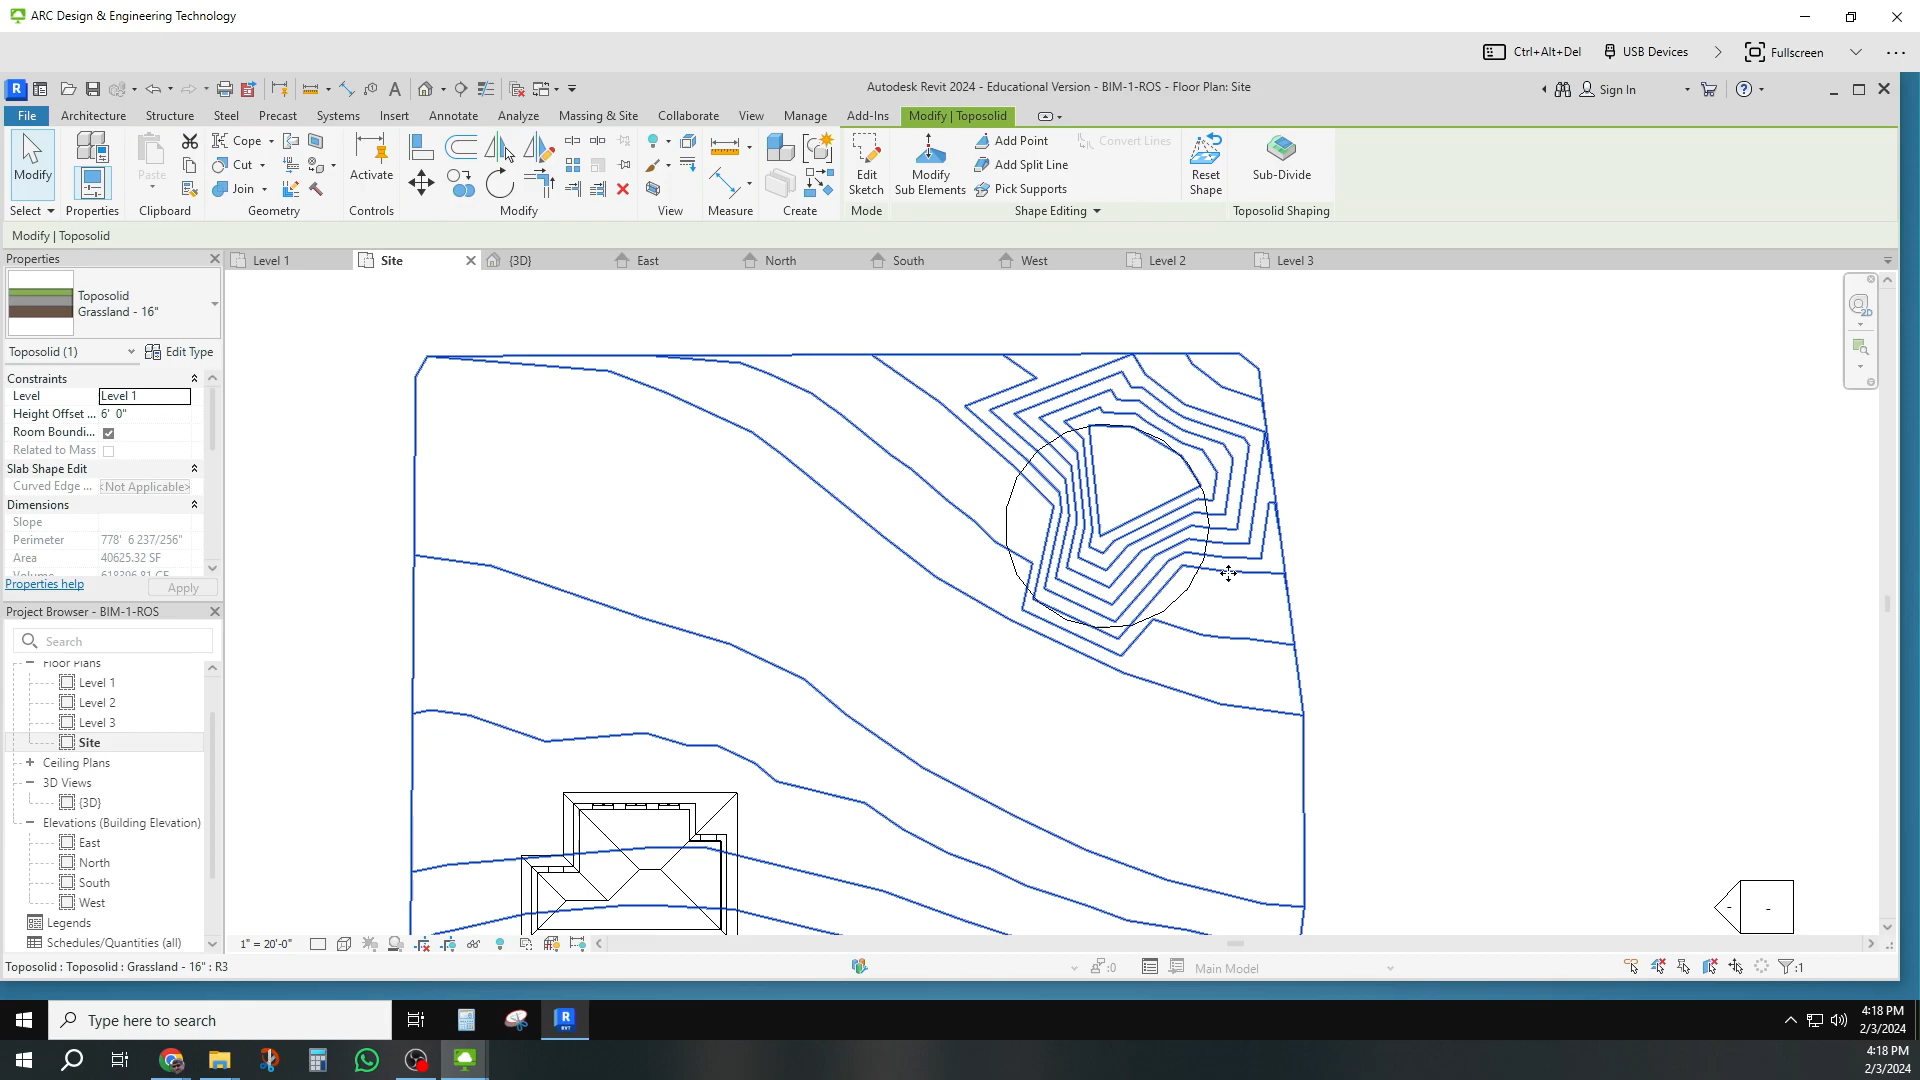 ARC Design & Engineering Technology
Ctrl+Alt+Del USB Devices Fullscreen
Autodesk Revit 2024 - Educational Version - BIM-1-ROS - Floor Plan: Site Sign In
File Architecture Structure Steel Precast Systems Insert Annotate Analyze Massing & Site Collaborate View Manage Add-Ins Modify | Toposolid
Modify Paste Cope Cut Join Activate Edit Sketch Modify Sub Elements Add Point Add Split Line Pick Supports Convert Lines Reset Shape Sub-Divide
Select Properties Clipboard Geometry Controls Modify View Measure Create Mode Shape Editing Toposolid Shaping
Modify | Toposolid
Properties
Level 1 Site {3D} East North South West Level 2 Level 3
Toposolid
Grassland - 16"
Toposolid (1) Edit Type
Constraints
Level Level 1
Height Offset ... 6' 0"
Room Boundi...
Related to Mass
Slab Shape Edit
Curved Edge ... <Not Applicable>
Dimensions
Slope
Perimeter 778' 6 237/256"
Area 40625.32 SF
Properties help Apply
Project Browser - BIM-1-ROS
Search
Floor Plans
Level 1
Level 2
Level 3
Site
Ceiling Plans
3D Views
{3D}
Elevations (Building Elevation)
East
North
South
West
Legends
Schedules/Quantities (all)
1" = 20'-0"
Toposolid : Toposolid : Grassland - 16" : R3 :0 Main Model :1
Type here to search
4:18 PM
2/3/2024
4:18 PM
2/3/2024